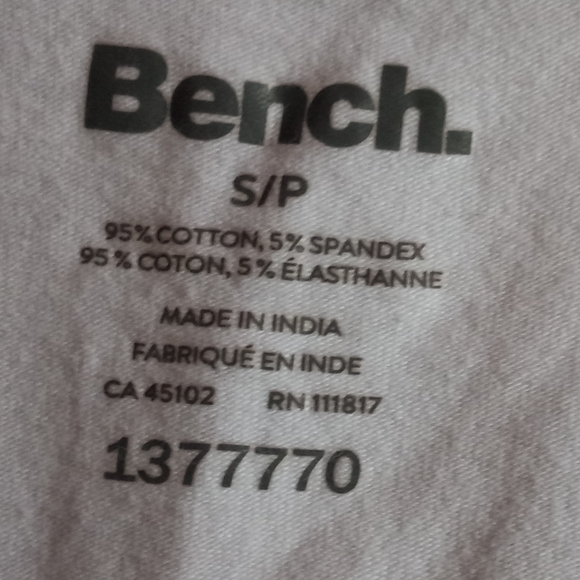 Bench.
S/P
95% COTTON, 5% SPANDEX
95% COTON, 5% ÉLASTHANNE
MADE IN INDIA
FABRIQUÉ EN INDE
CA 45102 RN 111817
1377770